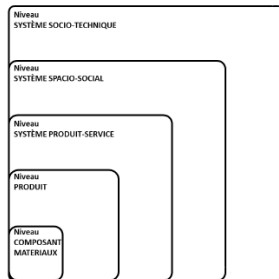 Niveau
SYSTÈME SOCIO-TECHNIQUE
Niveau
SYSTÈME SPACIO-SOCIAL
Niveau
SYSTÈME PRODUIT-SERVICE
Niveau
PRODUIT
Niveau
COMPOSANT
MATERIAUX